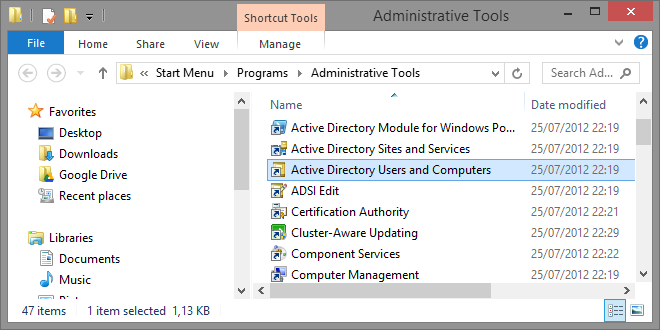 Shortcut Tools
Administrative Tools
File
Home
Share
View
Manage
« Start Menu › Programs › Administrative Tools
Search Ad...
Favorites
Desktop
Downloads
Google Drive
Recent places
Libraries
Documents
Music
Name
Date modified
Active Directory Module for Windows Po... 25/07/2012 22:19
Active Directory Sites and Services 25/07/2012 22:19
Active Directory Users and Computers 25/07/2012 22:19
ADSI Edit 25/07/2012 22:19
Certification Authority 25/07/2012 22:21
Cluster-Aware Updating 25/07/2012 22:29
Component Services 25/07/2012 22:22
Computer Management 25/07/2012 22:19
47 items 1 item selected 1,13 KB